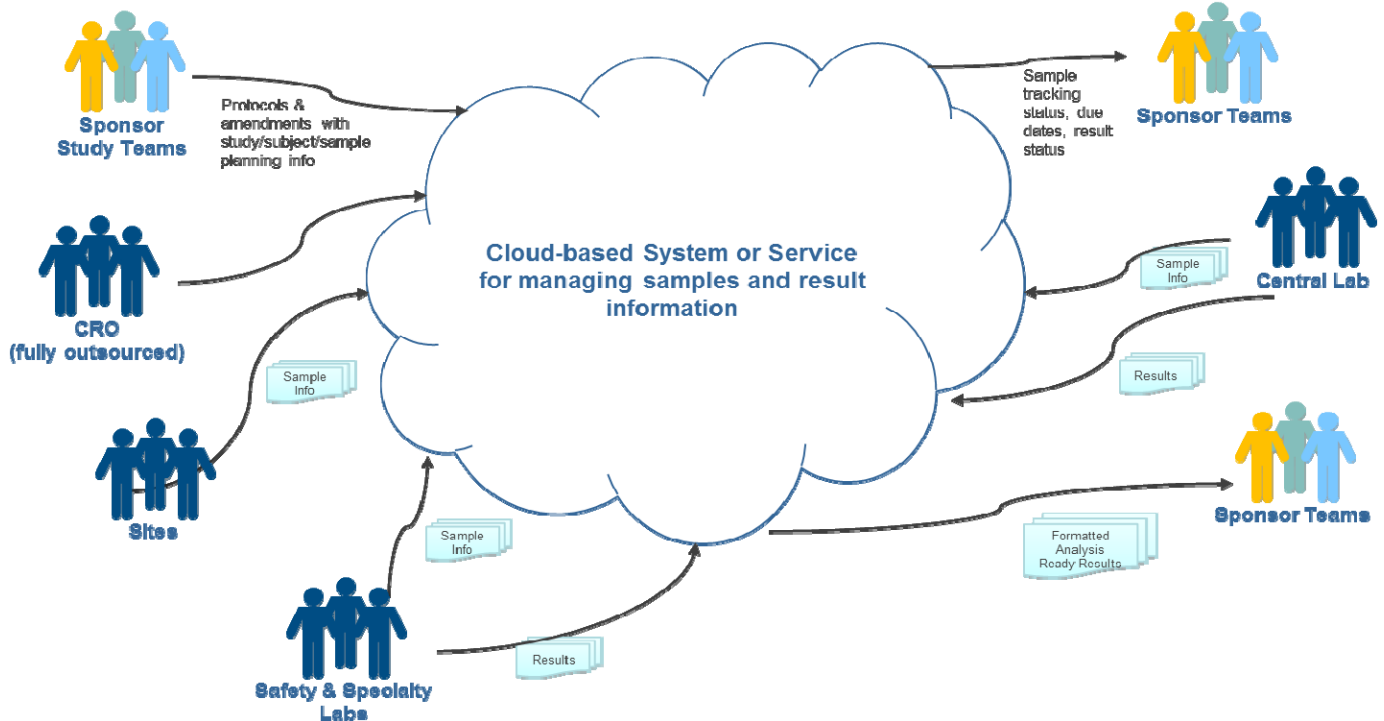 Sponsor
Study Teams
Protocols &
amendments with
study/subject/sample
planning info
Sample
tracking
status, due
dates, result
status
Sponsor Teams
CRO
(fully outsourced)
Cloud-based System or Service
for managing samples and result
information
Sample
Info
Central Lab
Sample
Info
Results
Sites
Sample
Info
Sponsor Teams
Formatted
Analysis
Ready Results
Results
Safety & Specialty
Labs